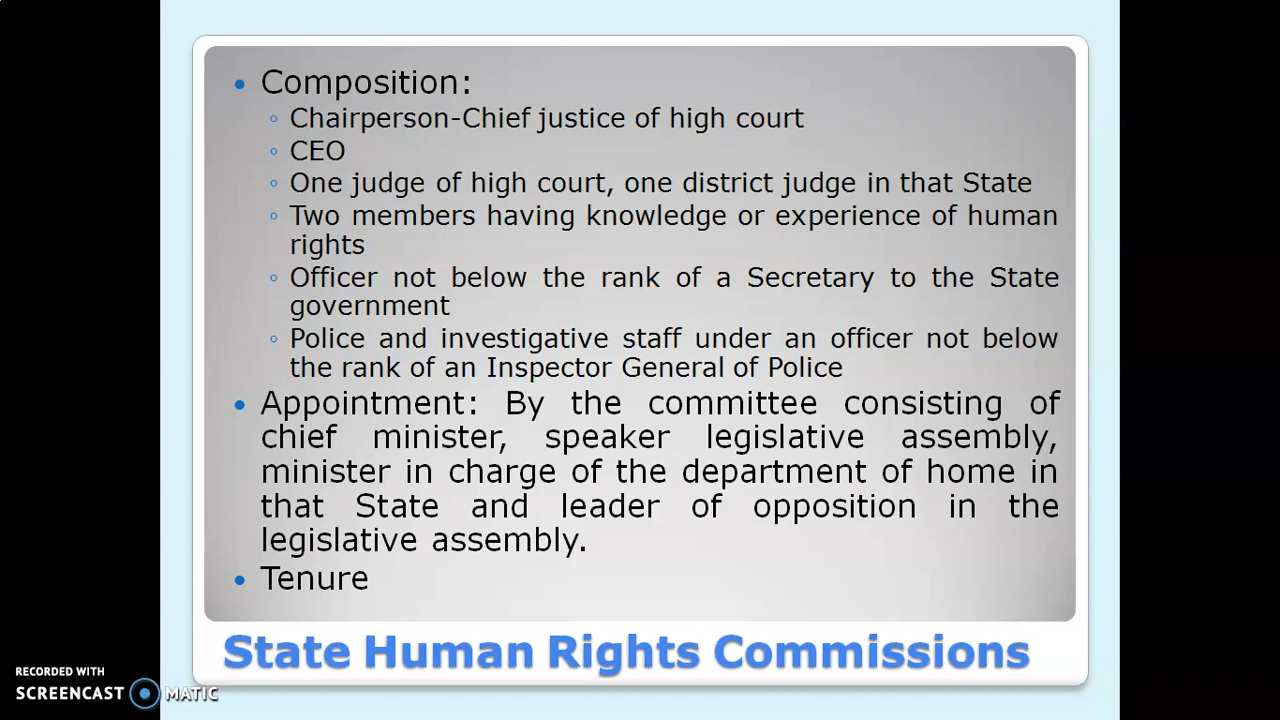 Composition:
Chairperson-Chief justice of high court
CEO
One judge of high court, one district judge in that State
Two members having knowledge or experience of human
rights
Officer not below the rank of a Secretary to the State
government
Police and investigative staff under an officer not below
the rank of an Inspector General of Police
Appointment: By the committee consisting of
chief minister, speaker legislative assembly,
minister in charge of the department of home in
that State and leader of opposition in the
legislative assembly.
Tenure
State Human Rights Commissions
RECORDED WITH
SCREENCAST MATIC